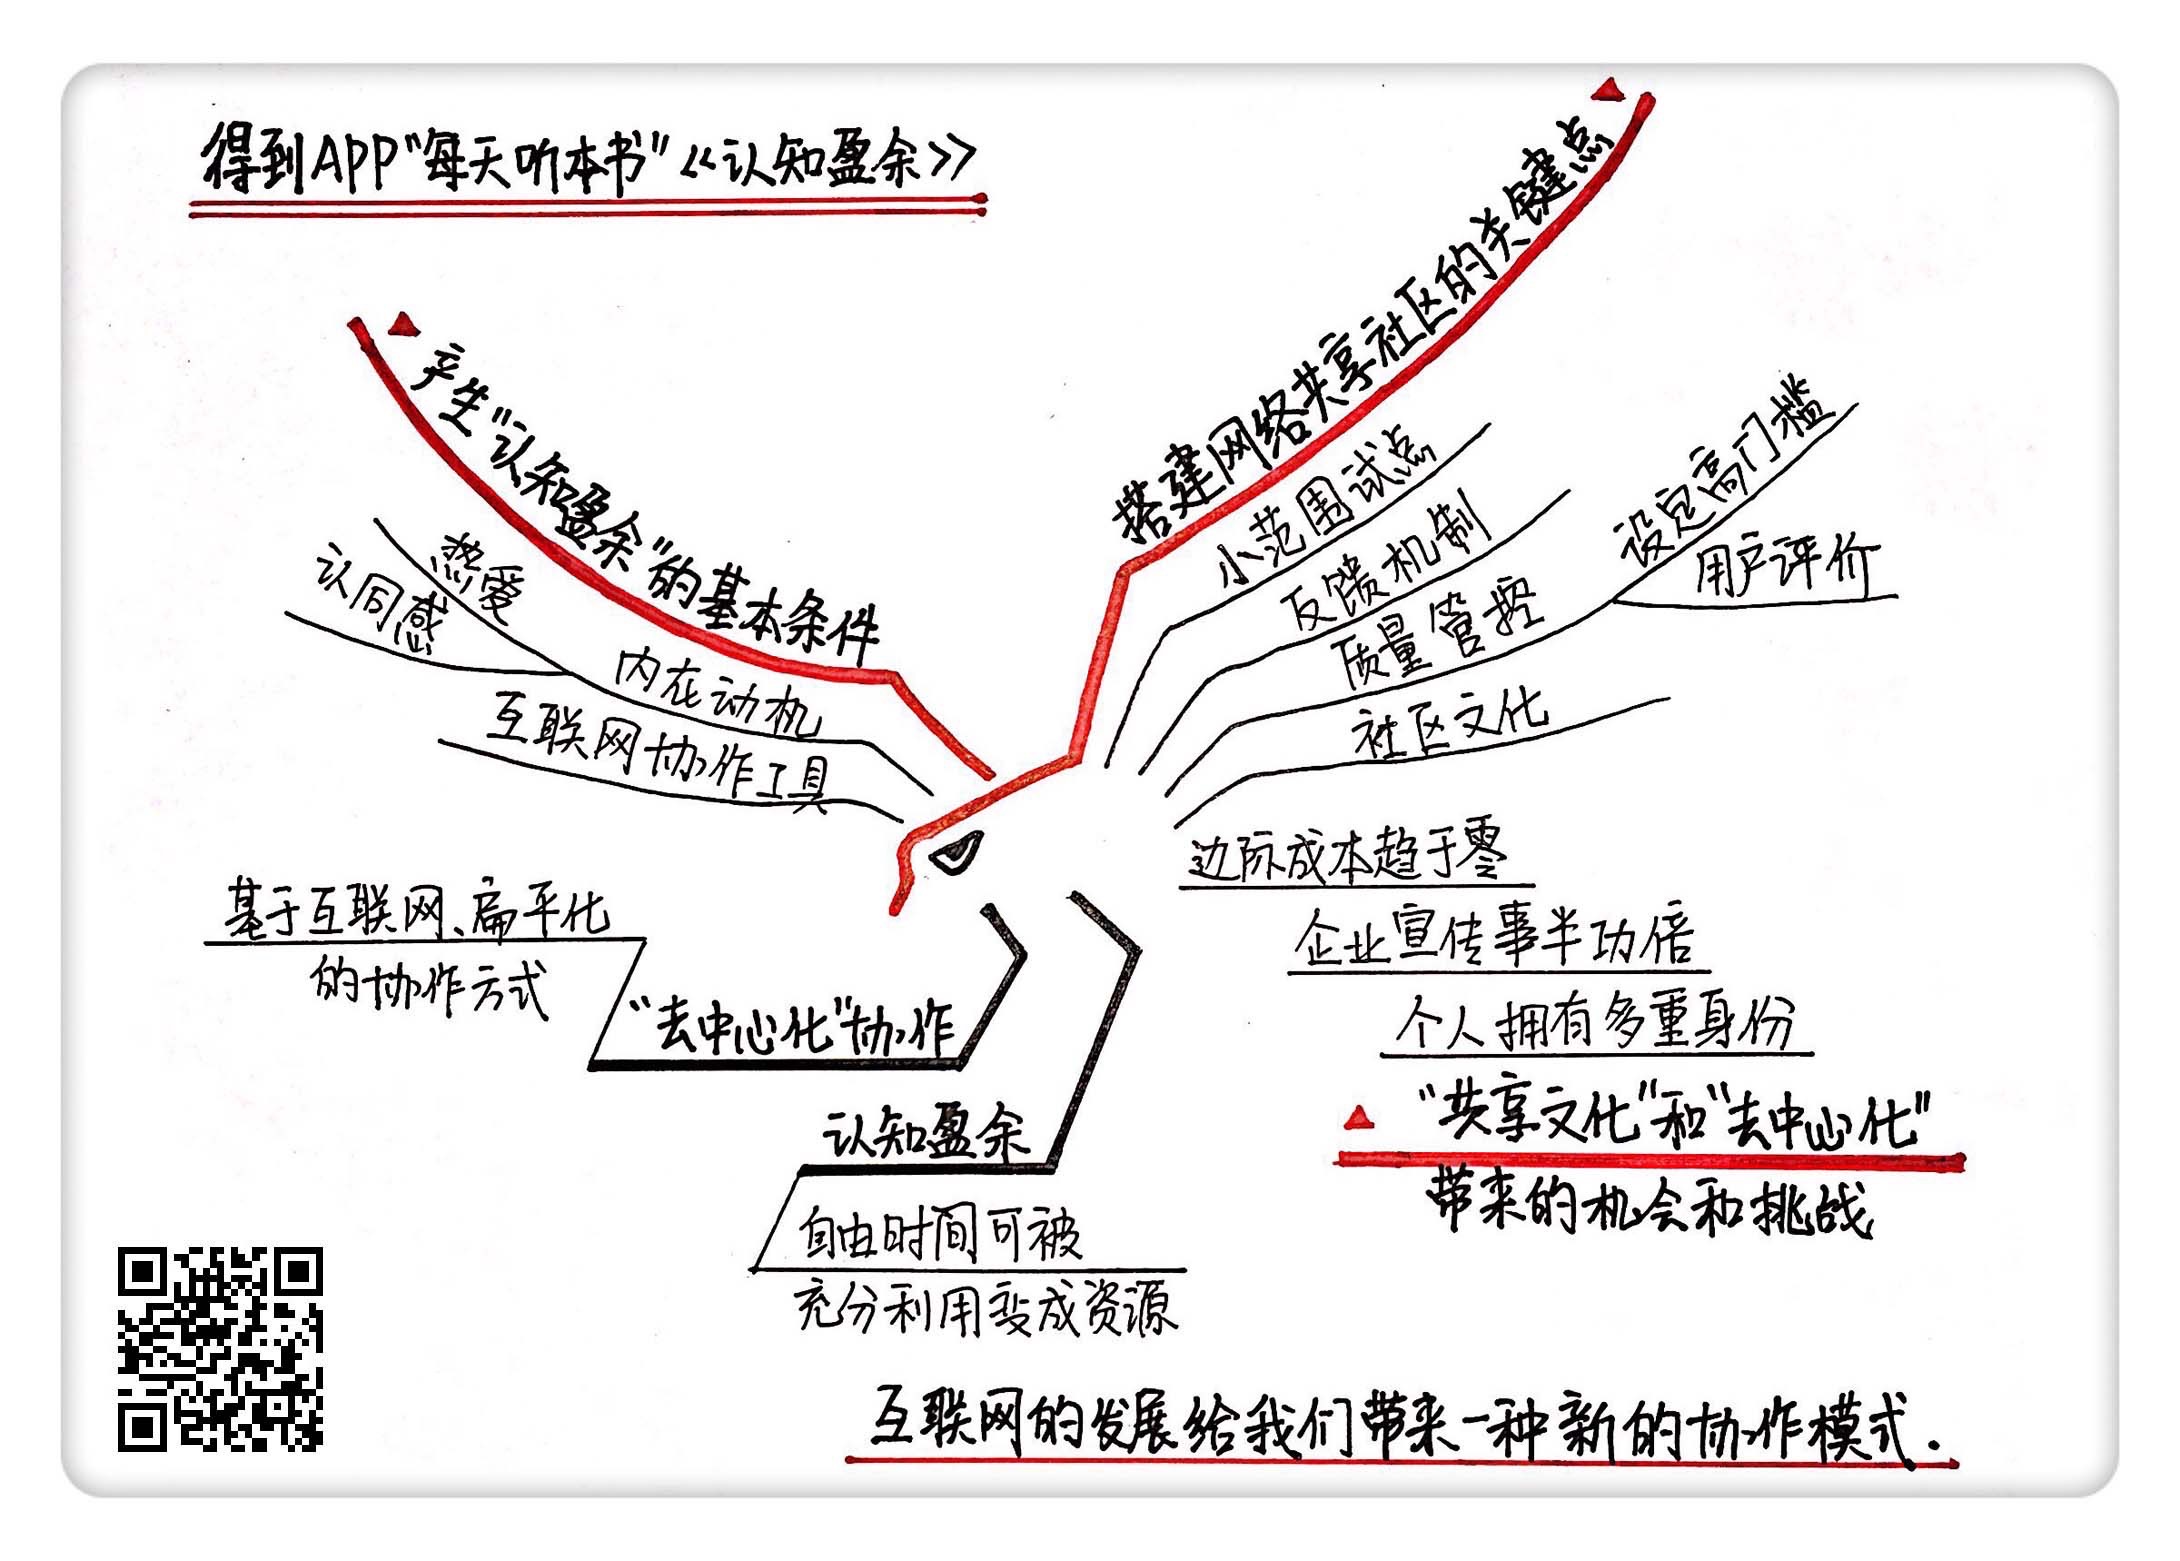 得到APP“每天听本书”《认知盈余》
产生“认知盈余”的基本条件
热爱
认同感
内在动机
互联网协作工具
搭建网络共享社区的关键点
小范围试点
反馈机制
质量管控
设定高门槛
用户评价
社区文化
基于互联网、扁平化
的协作方式
“去中心化”协作
认知盈余
自由时间可被
充分利用变成资源
边际成本趋于零
企业宣传事半功倍
个人拥有多重身份
“共享文化”和“去中心化”
带来的机会和挑战
互联网的发展给我们带来一种新的协作模式.